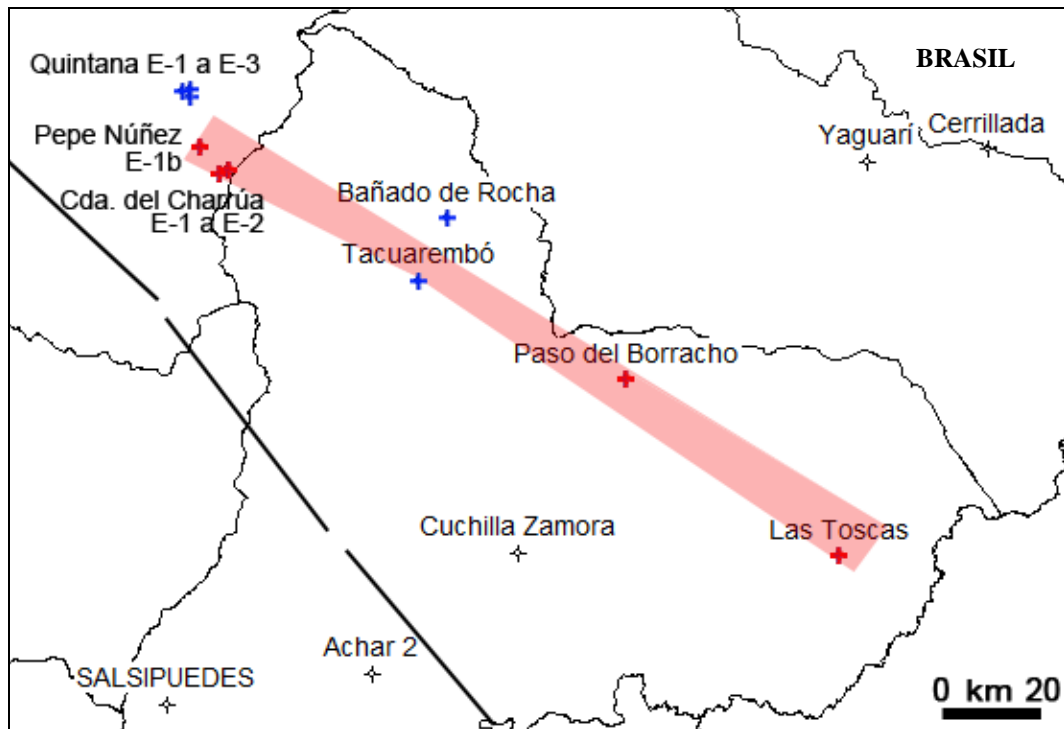 BRASIL
Quintana E-1 a E-3
Yaguarí
Cerrillada
Pepe Núñez
E-1b
Cda. del Charrúa
E-1 a E-2
Bañado de Rocha
Tacuarembó
Paso del Borracho
Cuchilla Zamora
Las Toscas
Achar 2
SALSIPUEDES
0 km 20